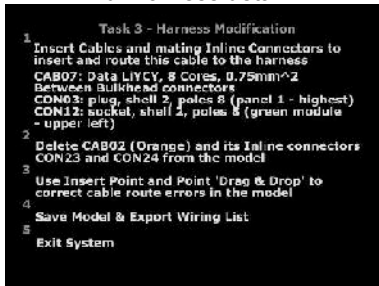 Task 3 - Harness Modification
1
Insert Cables and mating Inline Connectors to
insert and route this cable to the harness
CAB07: Data LiYCY, 8 Cores, 0.75mm^2
Between Bulkhead connectors
CON03: plug, shell 2, poles 8 (panel 1 - highest)
CON12: socket, shell 2, poles 8 (green module
- upper left)
2
Delete CAB02 (Orange) and its Inline connectors
CON23 and CON24 from the model
3
Use Insert Point and Point 'Drag & Drop' to
correct cable route errors in the model
4
Save Model & Export Wiring List
5
Exit System